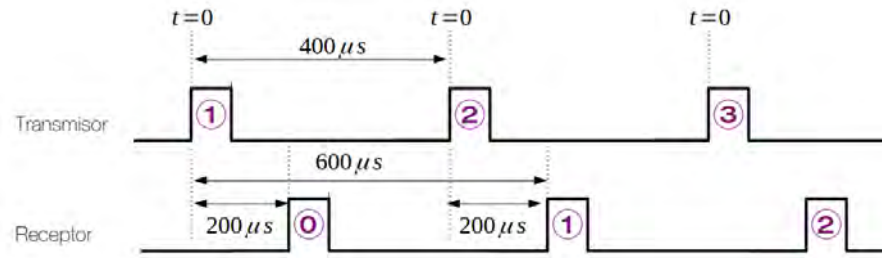 t=0 t=0 t=0
400 μs
Transmisor 1 2 3
600 μs
200 μs 200 μs
Receptor 0 1 2